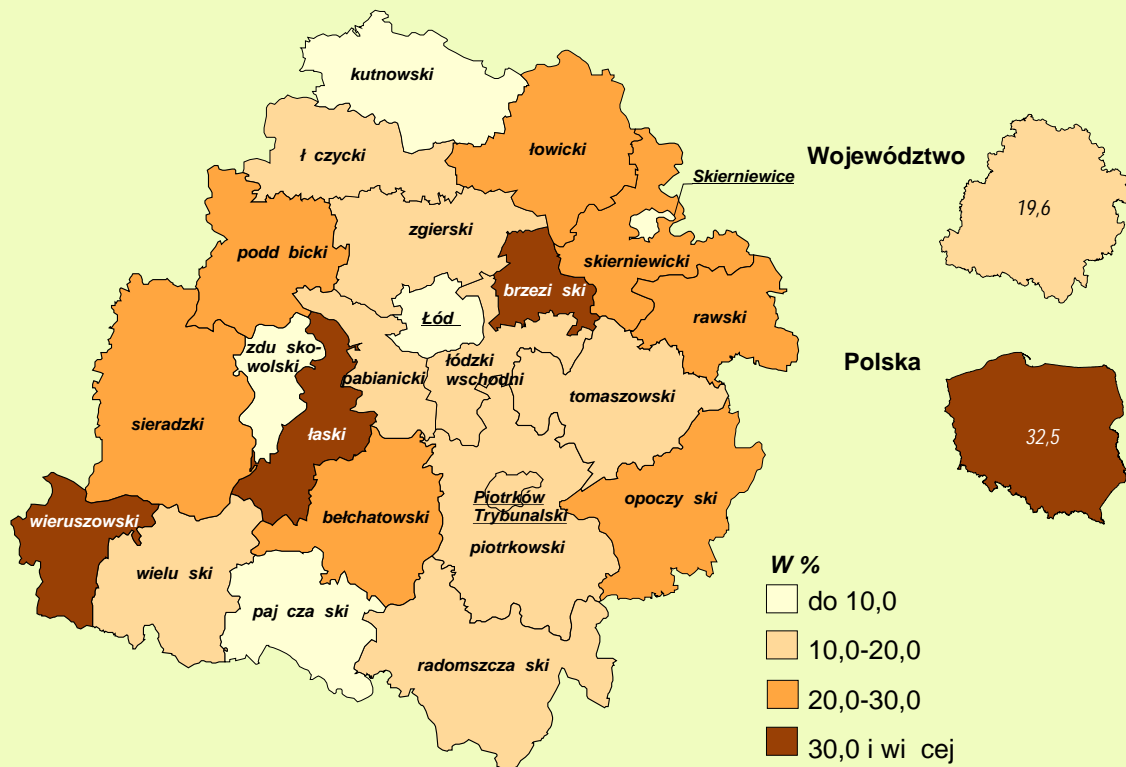 kutnowski
ł czycki
łowicki
Województwo
Skierniewice
19,6
zgierski
podd bicki
skierniewicki
brzezi ski
Łód
rawski
zdu sko-
wolski
łódzki
wschodni
pabianicki
Polska
tomaszowski
sieradzki
łaski
32,5
Piotrków
Trybunalski
opoczy ski
wieruszowski
bełchatowski
piotrkowski
wielu ski
paj cza ski
radomszcza ski
W %
do 10,0
10,0-20,0
20,0-30,0
30,0 i wi cej